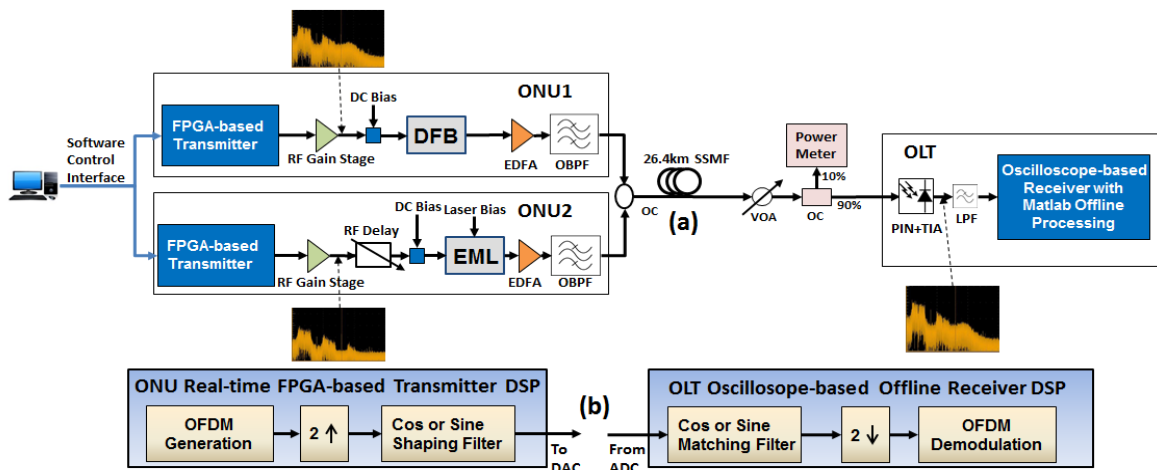 Software
Control
Interface
ONU1
FPGA-based
Transmitter
RF Gain Stage
DC Bias
DFB
EDFA
OBPF
ONU2
FPGA-based
Transmitter
RF Gain Stage
RF Delay
DC Bias
Laser Bias
EML
EDFA
OBPF
OC
26.4km SSMF
(a)
VOA
Power
Meter
10%
OC
90%
OLT
PIN+TIA
LPF
Oscilloscope-based
Receiver with
Matlab Offline
Processing
ONU Real-time FPGA-based Transmitter DSP
OFDM
Generation
2 ↑
Cos or Sine
Shaping Filter
To
DAC
(b)
From
ADC
OLT Oscillosope-based Offline Receiver DSP
Cos or Sine
Matching Filter
2 ↓
OFDM
Demodulation